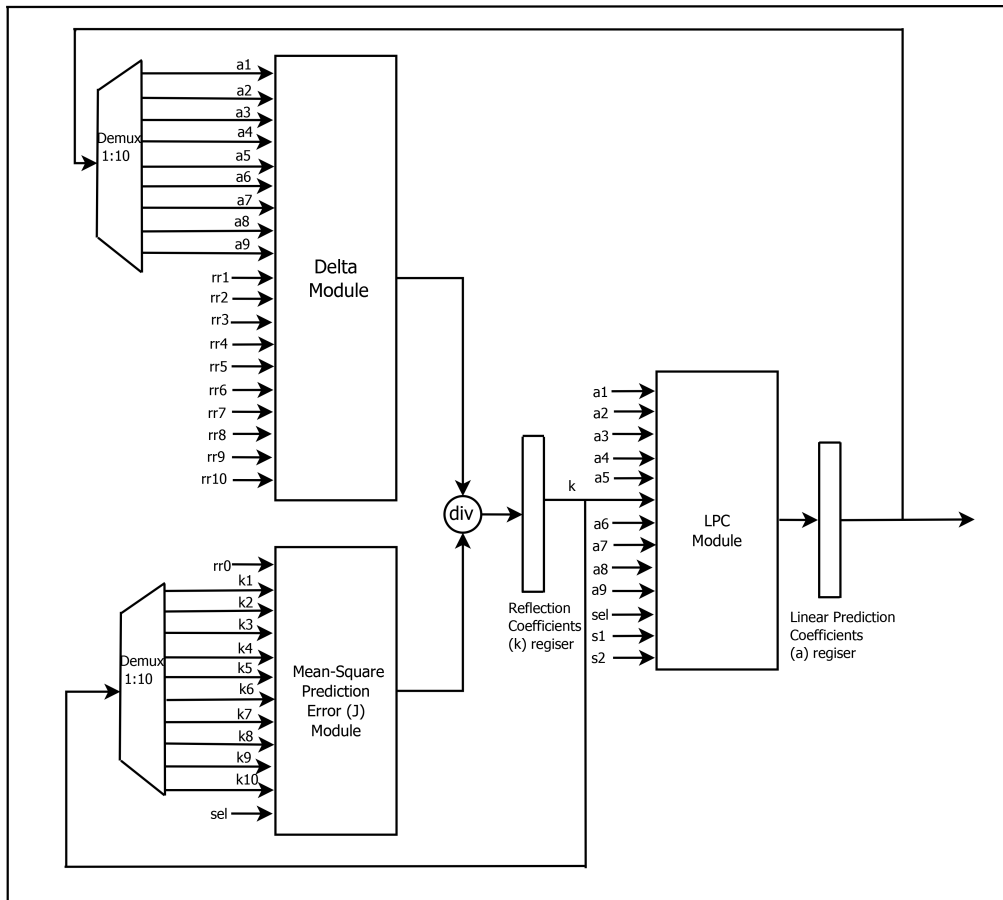 Demux
1:10
a1
a2
a3
a4
a5
a6
a7
a8
a9
rr1
rr2
rr3
rr4
rr5
rr6
rr7
rr8
rr9
rr10
Delta
Module
div
rr0
k1
k2
k3
k4
k5
k6
k7
k8
k9
k10
sel
Demux
1:10
Mean-Square
Prediction
Error (J)
Module
k
Reflection
Coefficients
(k) regiser
a1
a2
a3
a4
a5
a6
a7
a8
a9
sel
s1
s2
LPC
Module
Linear Prediction
Coefficients
(a) regiser